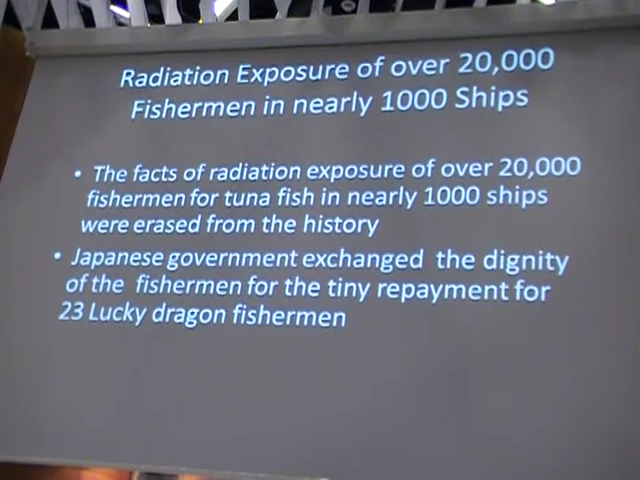 Radiation Exposure of over 20,000
Fishermen in nearly 1000 Ships
• The facts of radiation exposure of over 20,000
fishermen for tuna fish in nearly 1000 ships
were erased from the history
• Japanese government exchanged the dignity
of the fishermen for the tiny repayment for
23 Lucky dragon fishermen